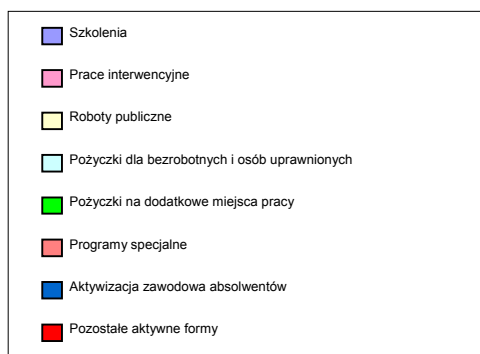 Szkolenia
Prace interwencyjne
Roboty publiczne
Pożyczki dla bezrobotnych i osób uprawnionych
Pożyczki na dodatkowe miejsca pracy
Programy specjalne
Aktywizacja zawodowa absolwentów
Pozostałe aktywne formy